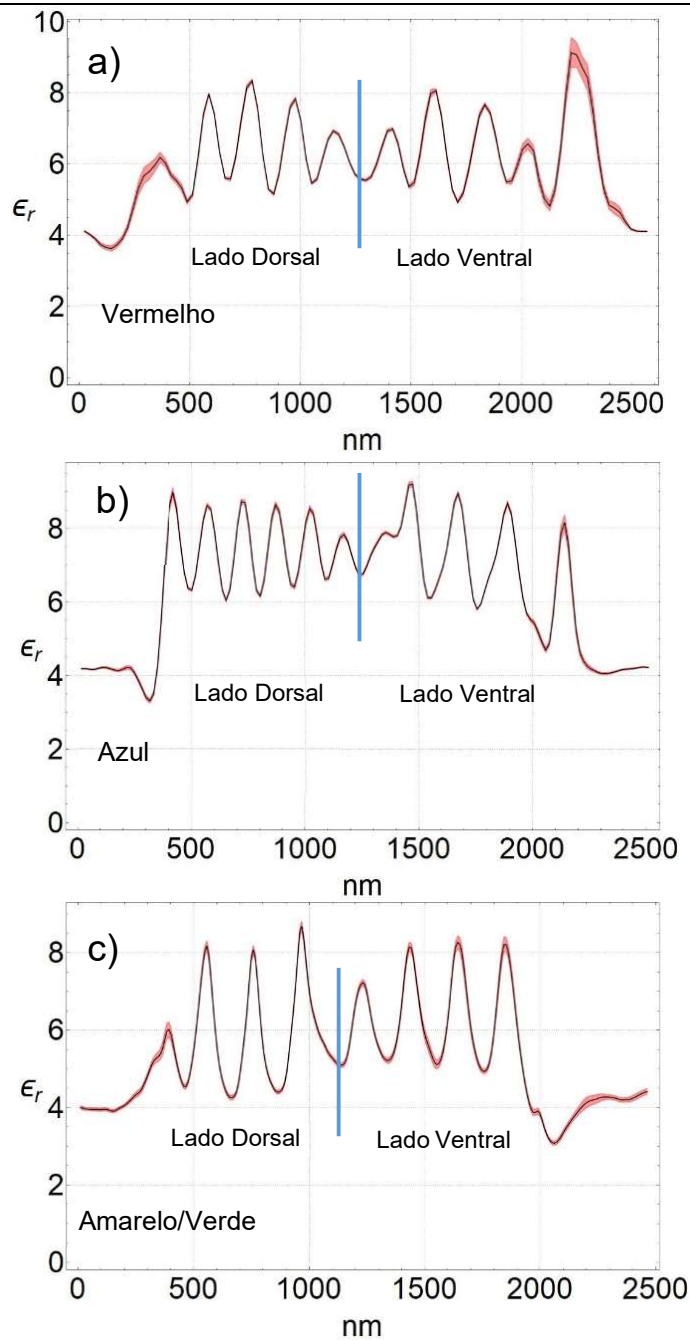 a)
10
8
6
4
2
0
ϵr
Lado Dorsal
Lado Ventral
Vermelho
0 500 1000 1500 2000 2500
nm
b)
8
6
4
2
0
ϵr
Lado Dorsal
Lado Ventral
Azul
0 500 1000 1500 2000 2500
nm
c)
8
6
4
2
0
ϵr
Lado Dorsal
Lado Ventral
Amarelo/Verde
0 500 1000 1500 2000 2500
nm